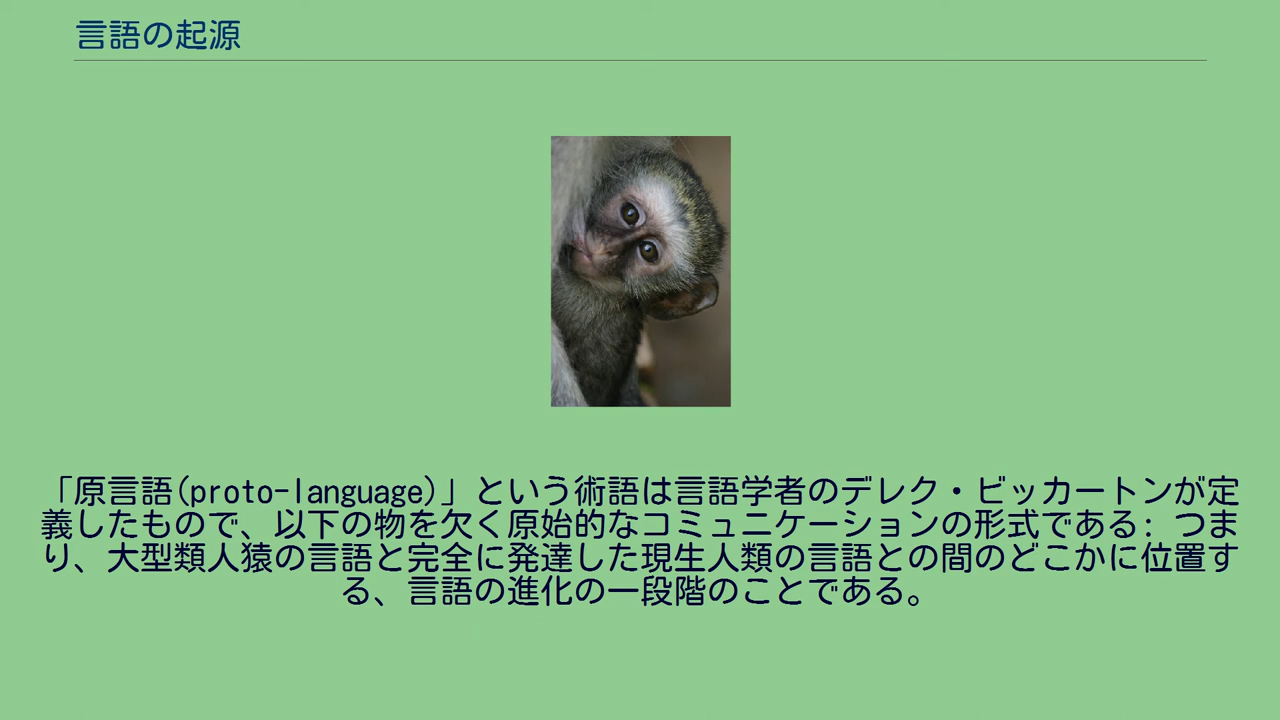 言語の起源
「原言語(proto-language)」という術語は言語学者のデレク・ビッカートンが定
義したもので、以下の物を欠く原始的なコミュニケーションの形式である: つま
り、大型類人猿の言語と完全に発達した現生人類の言語との間のどこかに位置す
る、言語の進化の一段階のことである。